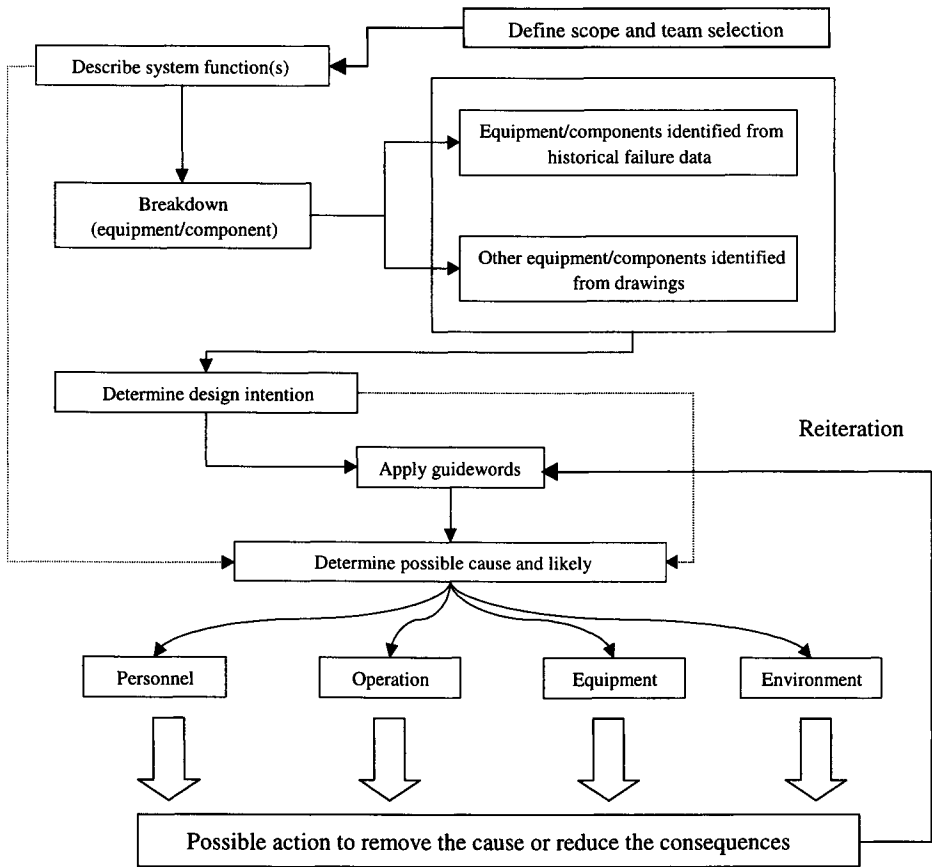 Define scope and team selection
Describe system function(s)
Equipment/components identified from
historical failure data
Breakdown
(equipment/component)
Other equipment/components identified
from drawings
Determine design intention
Reiteration
Apply guidewords
Determine possible cause and likely
Personnel
Operation
Equipment
Environment
Possible action to remove the cause or reduce the consequences